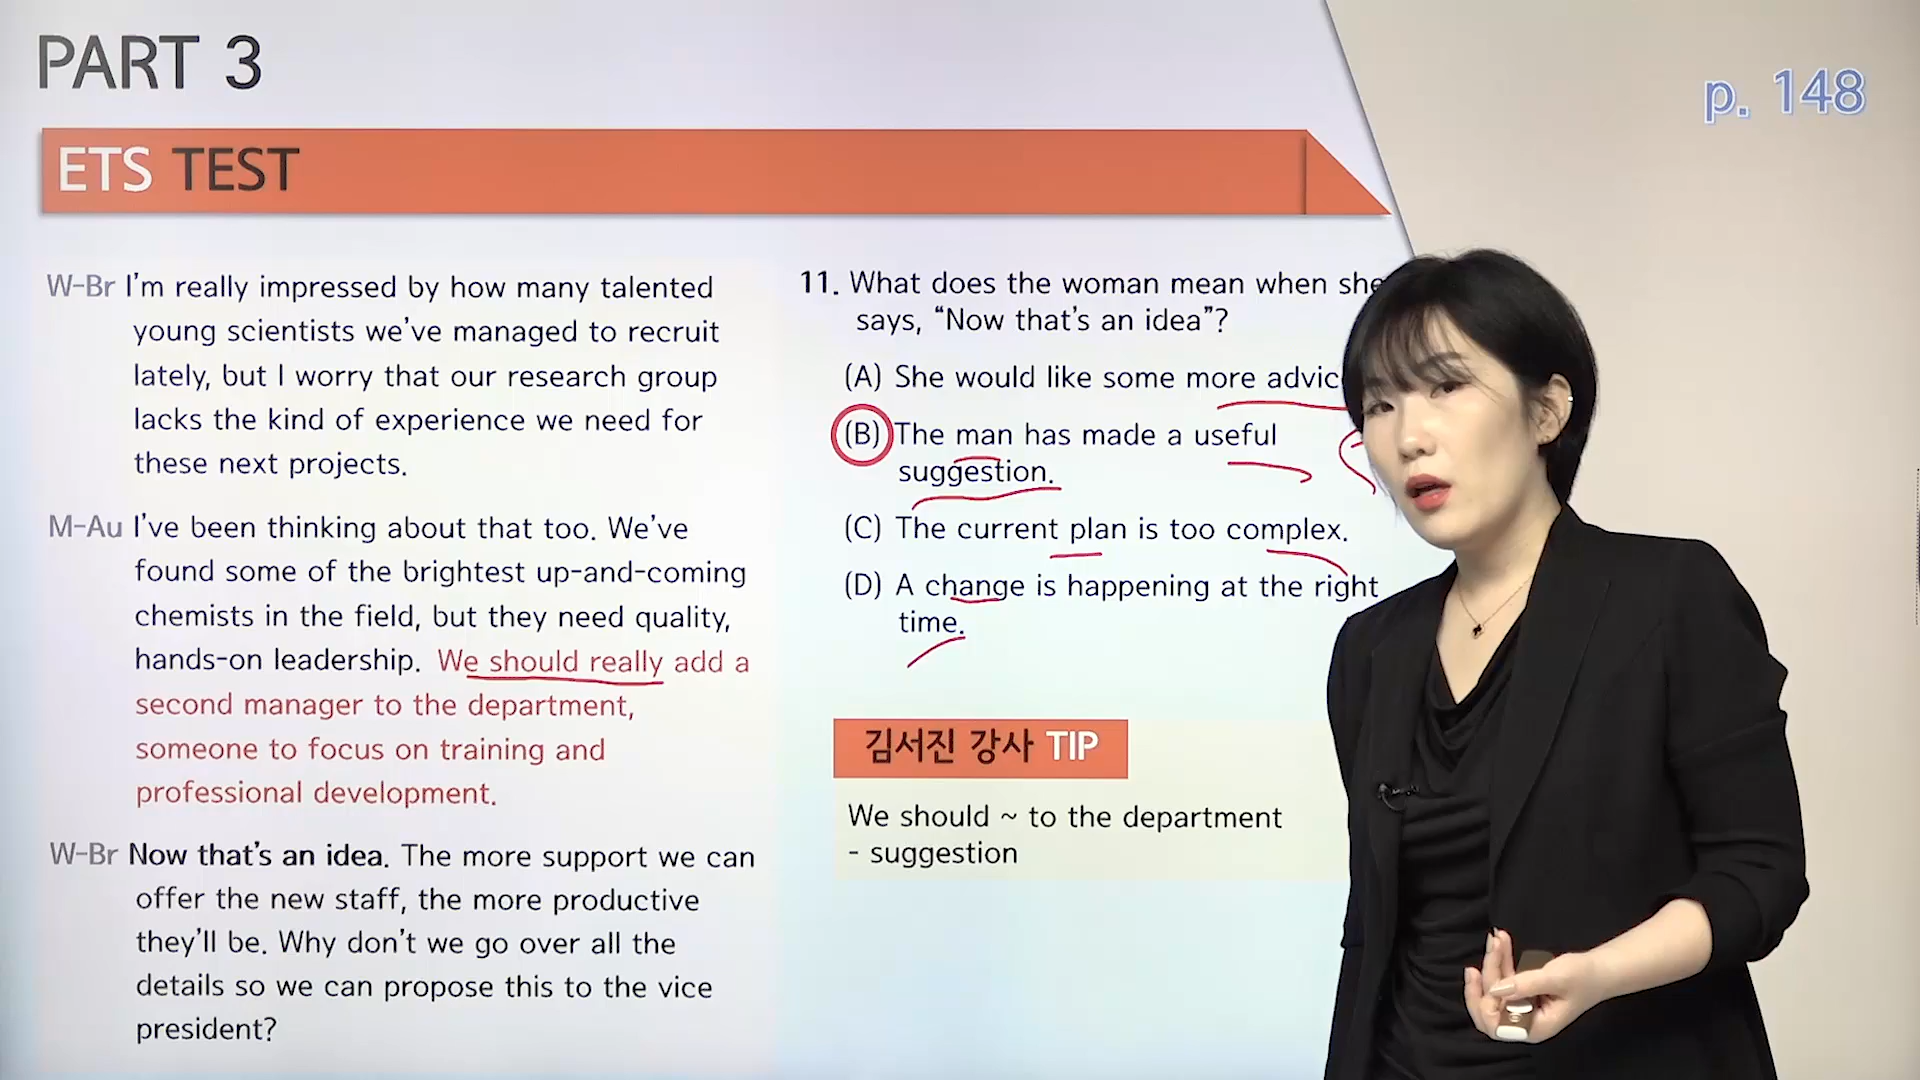 PART 3
p. 148
ETS TEST
W-Br I'm really impressed by how many talented
young scientists we've managed to recruit
lately, but I worry that our research group
lacks the kind of experience we need for
these next projects.
M-Au I've been thinking about that too. We've
found some of the brightest up-and-coming
chemists in the field, but they need quality,
hands-on leadership. We should really add a
second manager to the department,
someone to focus on training and
professional development.
W-Br Now that's an idea. The more support we can
offer the new staff, the more productive
they'll be. Why don't we go over all the
details so we can propose this to the vice
president?
11. What does the woman mean when she
says, “Now that's an idea”?
(A) She would like some more advic
(B) The man has made a useful
suggestion.
(C) The current plan is too complex.
(D) A change is happening at the right
time.
김서진 강사 TIP
We should ~ to the department
- suggestion